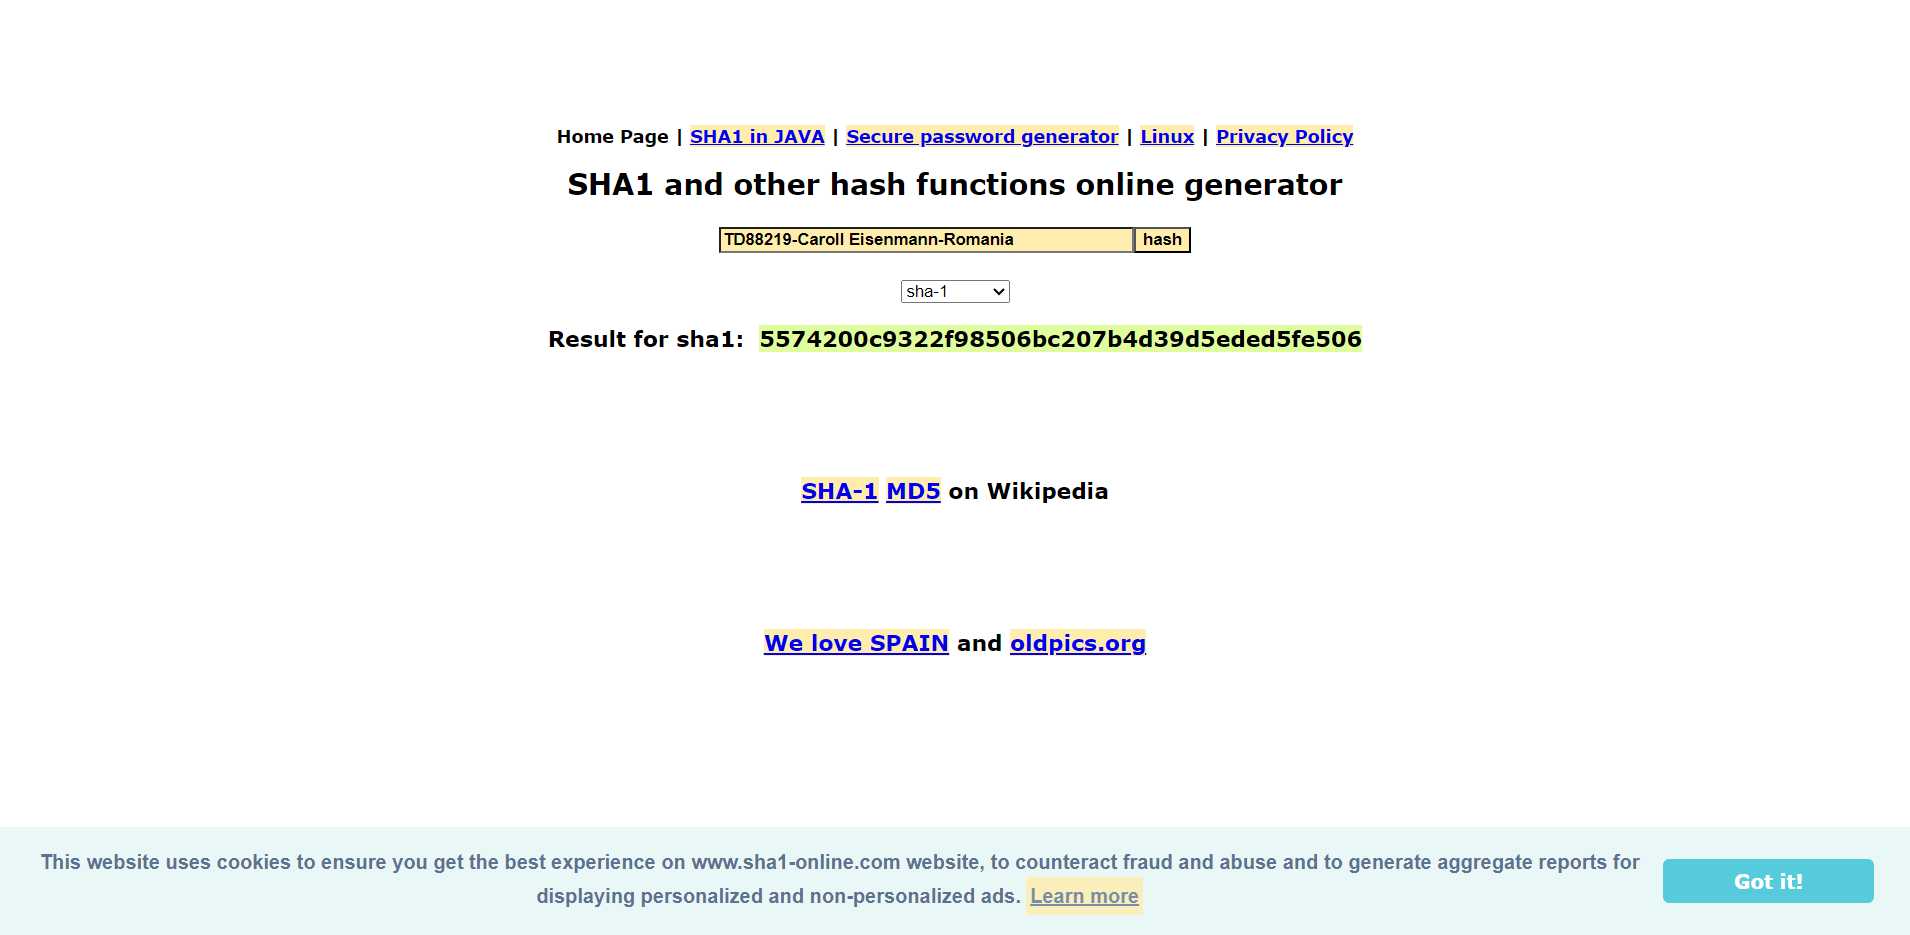 Home Page | SHA1 in JAVA | Secure password generator | Linux | Privacy Policy
SHA1 and other hash functions online generator
TD88219-Caroll Eisenmann-Romania hash
sha-1
Result for sha1: 5574200c9322f98506bc207b4d39d5eded5fe506
SHA-1 MD5 on Wikipedia
We love SPAIN and oldpics.org
This website uses cookies to ensure you get the best experience on www.sha1-online.com website, to counteract fraud and abuse and to generate aggregate reports for
displaying personalized and non-personalized ads. Learn more
Got it!